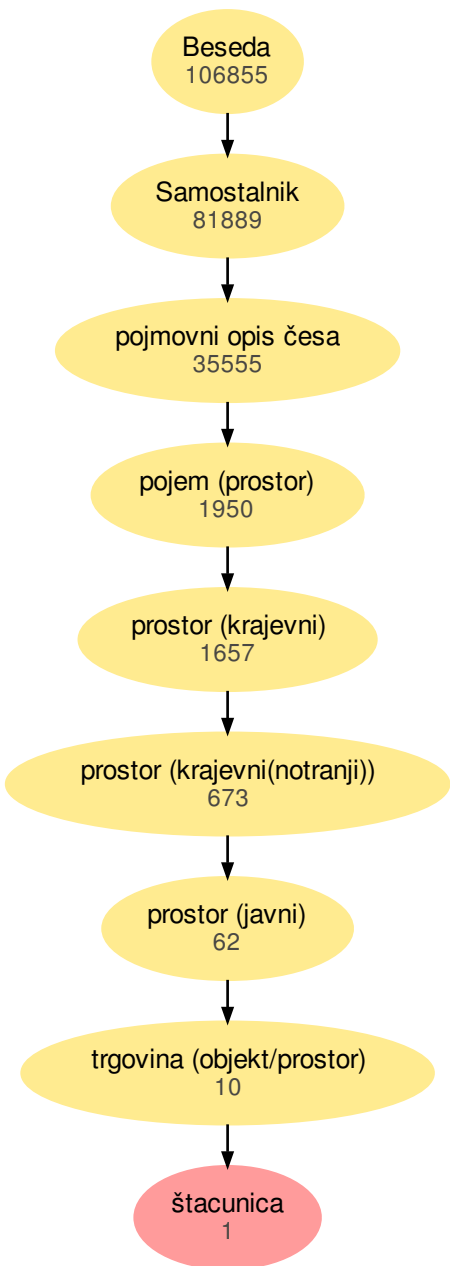 Beseda
106855
Samostalnik
81889
pojmovni opis česa
35555
pojem (prostor)
1950
prostor (krajevni)
1657
prostor (krajevni(notranji))
673
prostor (javni)
62
trgovina (objekt/prostor)
10
štacunica
1